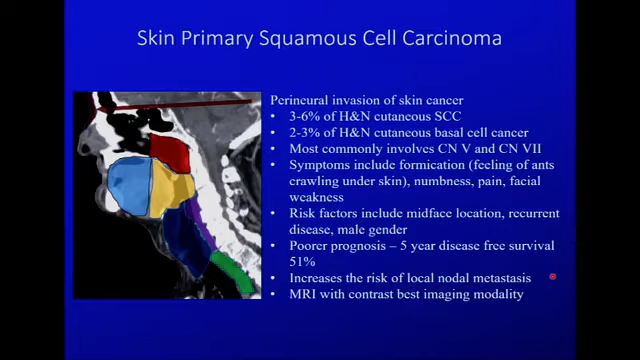 Skin Primary Squamous Cell Carcinoma
Perineural invasion of skin cancer
• 3-6% of H&N cutaneous SCC
• 2-3% of H&N cutaneous basal cell cancer
• Most commonly involves CN V and CN VII
• Symptoms include formication (feeling of ants
crawling under skin), numbness, pain, facial
weakness
• Risk factors include midface location, recurrent
disease, male gender
• Poorer prognosis – 5 year disease free survival
51%
• Increases the risk of local nodal metastasis
• MRI with contrast best imaging modality